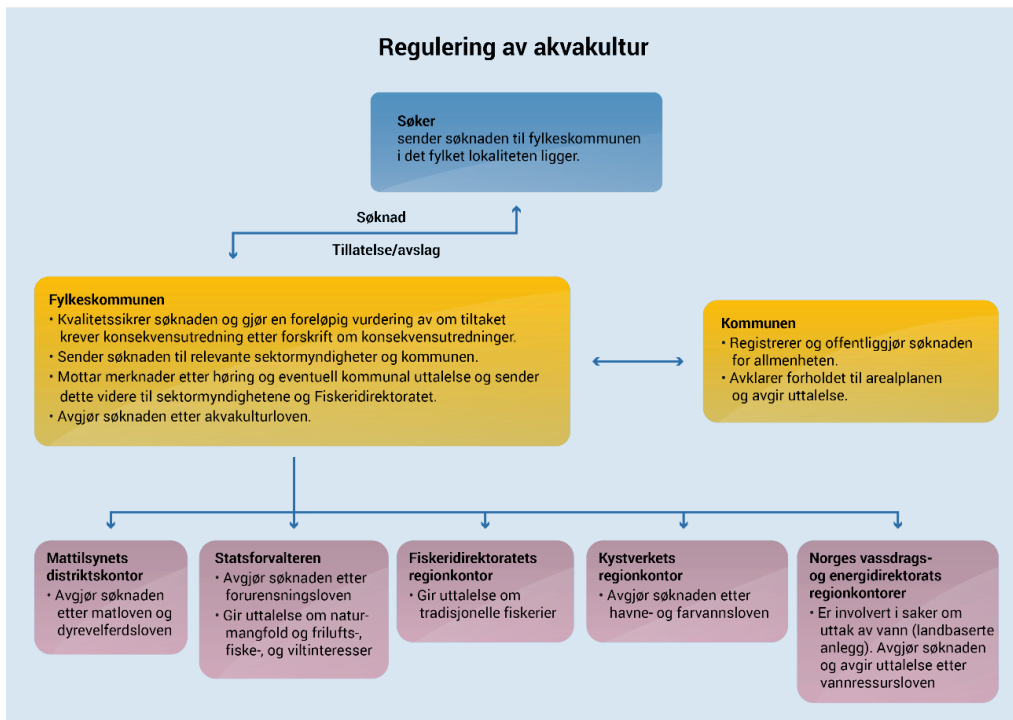 Regulering av akvakultur
Søker
sender søknaden til fylkeskommunen
i det fylket lokaliteten ligger.
Søknad
Tillatelse/avslag
Fylkeskommunen
• Kvalitetssikrer søknaden og gjør en foreløpig vurdering av om tiltaket
krever konsekvensutredning etter forskrift om konsekvensutredninger.
• Sender søknaden til relevante sektormyndigheter og kommunen.
• Mottar merknader etter høring og eventuell kommunal uttalelse og sender
dette videre til sektormyndighetene og Fiskeridirektoratet.
• Avgjør søknaden etter akvakulturloven.
Kommunen
• Registrerer og offentliggjør søknaden
for allmenheten.
• Avklarer forholdet til arealplanen
og avgir uttalelse.
Mattilsynets
distriktskontor
• Avgjør søknaden
etter matloven og
dyrevelferdsloven
Statsforvalteren
• Avgjør søknaden etter
forurensningsloven
• Gir uttalelse om natur-
mangfold og frilufts-,
fiske-, og viltinteresser
Fiskeridirektoratets
regionkontor
• Gir uttalelse om
tradisjonelle fiskerier
Kystverkets
regionkontor
• Avgjør søknaden etter
havne- og farvannsloven
Norges vassdrags-
og energidirektorats
regionkontorer
• Er involvert i saker om
uttak av vann (landbaserte
anlegg). Avgjør søknaden
og avgir uttalelse etter
vannressursloven